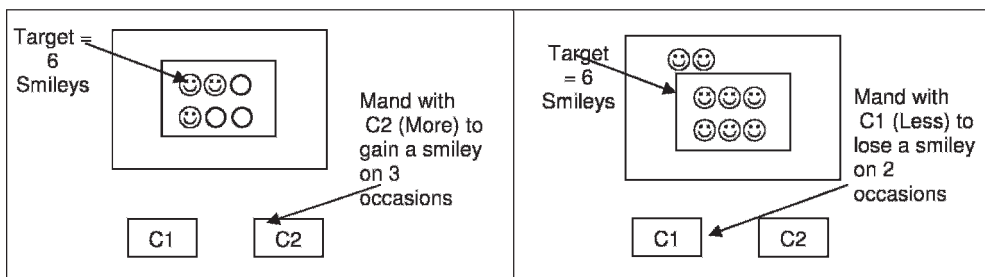 Target =
6
Smileys
Mand with
C2 (More) to
gain a smiley
on 3
occasions
C1
C2
Target
= 6
Smileys
Mand with
C1 (Less) to
lose a smiley
on 2
occasions
C1
C2